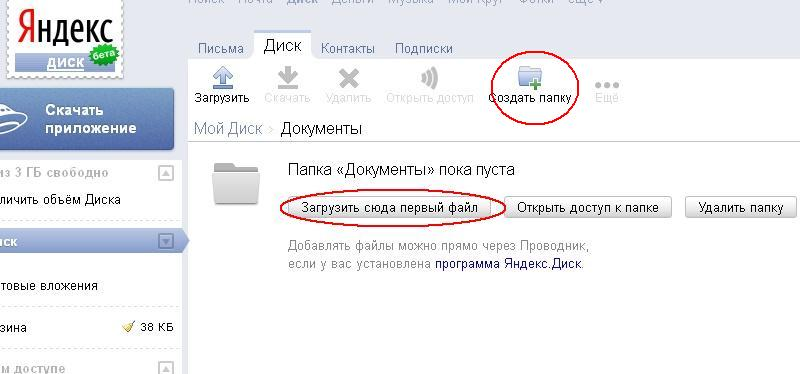 Поиск Почта Диск Деньги Музыка Мой Круг Фотки ещё
Яндекс
диск
бета
Письма Диск Контакты Подписки
Загрузить Скачать Удалить Открыть доступ Создать папку Ещё
Скачать
приложение
Мой Диск › Документы
из 3 ГБ свободно
Папка «Документы» пока пуста
Загрузить сюда первый файл Открыть доступ к папке Удалить папку
Добавлять файлы можно прямо через Проводник,
если у вас установлена программа Яндекс.Диск.
личить объём Диска
ск
товые вложения
зина 38 КБ
м доступе